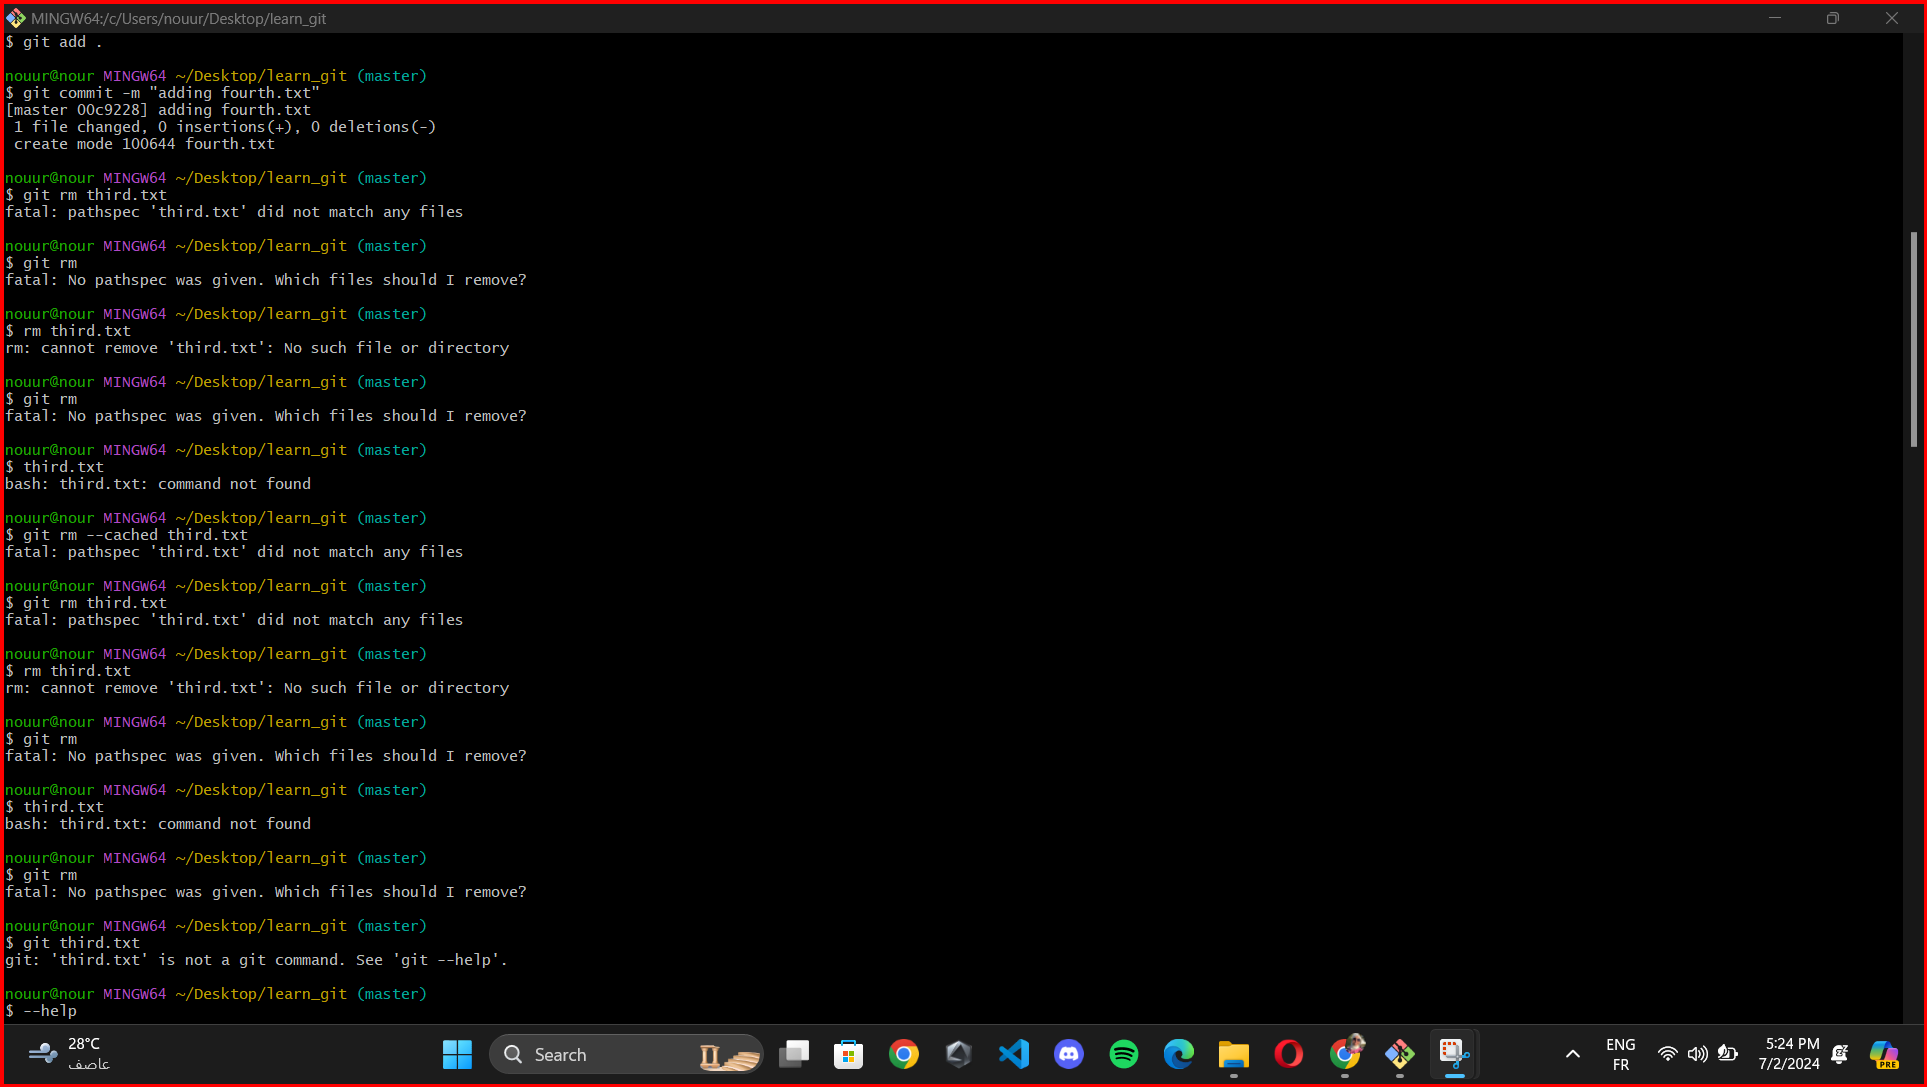 MINGW64:/c/Users/nouur/Desktop/learn_git
$ git add .
nouur@nour MINGW64 ~/Desktop/learn_git (master)
$ git commit -m "adding fourth.txt"
[master 00c9228] adding fourth.txt
1 file changed, 0 insertions(+), 0 deletions(-)
create mode 100644 fourth.txt
nouur@nour MINGW64 ~/Desktop/learn_git (master)
$ git rm third.txt
fatal: pathspec 'third.txt' did not match any files
nouur@nour MINGW64 ~/Desktop/learn_git (master)
$ git rm
fatal: No pathspec was given. Which files should I remove?
nouur@nour MINGW64 ~/Desktop/learn_git (master)
$ rm third.txt
rm: cannot remove 'third.txt': No such file or directory
nouur@nour MINGW64 ~/Desktop/learn_git (master)
$ git rm
fatal: No pathspec was given. Which files should I remove?
nouur@nour MINGW64 ~/Desktop/learn_git (master)
$ third.txt
bash: third.txt: command not found
nouur@nour MINGW64 ~/Desktop/learn_git (master)
$ git rm --cached third.txt
fatal: pathspec 'third.txt' did not match any files
nouur@nour MINGW64 ~/Desktop/learn_git (master)
$ git rm third.txt
fatal: pathspec 'third.txt' did not match any files
nouur@nour MINGW64 ~/Desktop/learn_git (master)
$ rm third.txt
rm: cannot remove 'third.txt': No such file or directory
nouur@nour MINGW64 ~/Desktop/learn_git (master)
$ git rm
fatal: No pathspec was given. Which files should I remove?
nouur@nour MINGW64 ~/Desktop/learn_git (master)
$ third.txt
bash: third.txt: command not found
nouur@nour MINGW64 ~/Desktop/learn_git (master)
$ git rm
fatal: No pathspec was given. Which files should I remove?
nouur@nour MINGW64 ~/Desktop/learn_git (master)
$ git third.txt
git: 'third.txt' is not a git command. See 'git --help'.
nouur@nour MINGW64 ~/Desktop/learn_git (master)
$ --help
28°C
عاصف
Search
ENG
FR
5:24 PM
7/2/2024
PRE